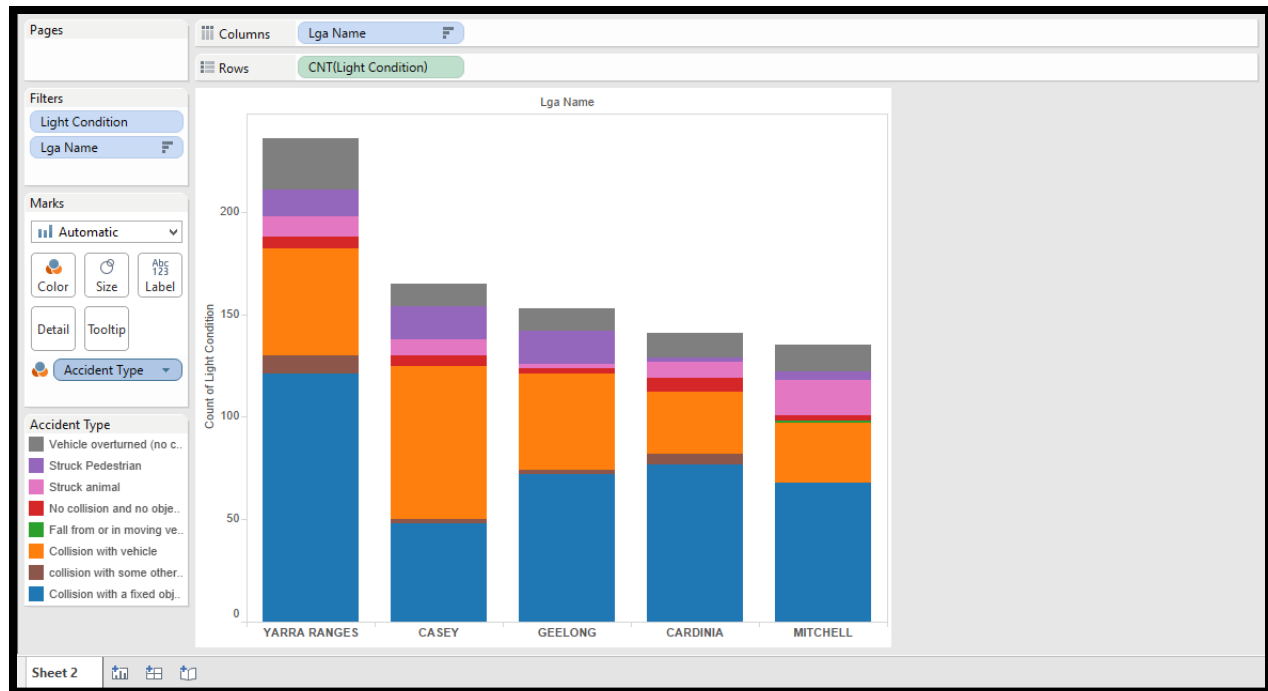 Pages
Columns
Lga Name
Rows
CNT(Light Condition)
Filters
Light Condition
Lga Name
Marks
Automatic
Color
Size
Abc
123
Label
Detail
Tooltip
Accident Type
Accident Type
Vehicle overturned (no c..
Struck Pedestrian
Struck animal
No collision and no obje..
Fall from or in moving ve..
Collision with vehicle
collision with some other..
Collision with a fixed obj..
Lga Name
Count of Light Condition
200
150
100
50
0
YARRA RANGES
CASEY
GEELONG
CARDINIA
MITCHELL
Sheet 2